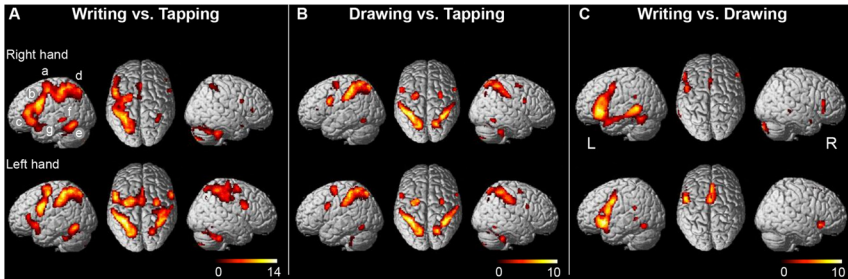 A Writing vs. Tapping
B Drawing vs. Tapping
C Writing vs. Drawing
Right hand
a
d
b
c
g
e
L
R
Left hand
0 14
0 10
0 10